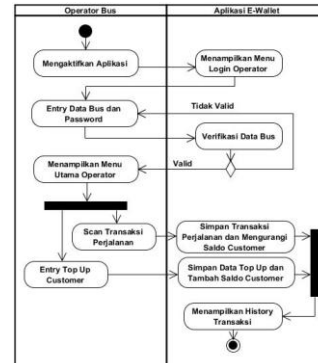 Operator Bus
Aplikasi E-Wallet
Mengaktifkan Aplikasi
Menampilkan Menu
Login Operator
Entry Data Bus dan
Password
Tidak Valid
Verifikasi Data Bus
Menampilkan Menu
Utama Operator
Valid
Scan Transaksi
Perjalanan
Simpan Transaksi
Perjalanan dan Mengurangi
Saldo Customer
Entry Top Up
Customer
Simpan Data Top Up dan
Tambah Saldo Customer
Menampilkan History
Transaksi